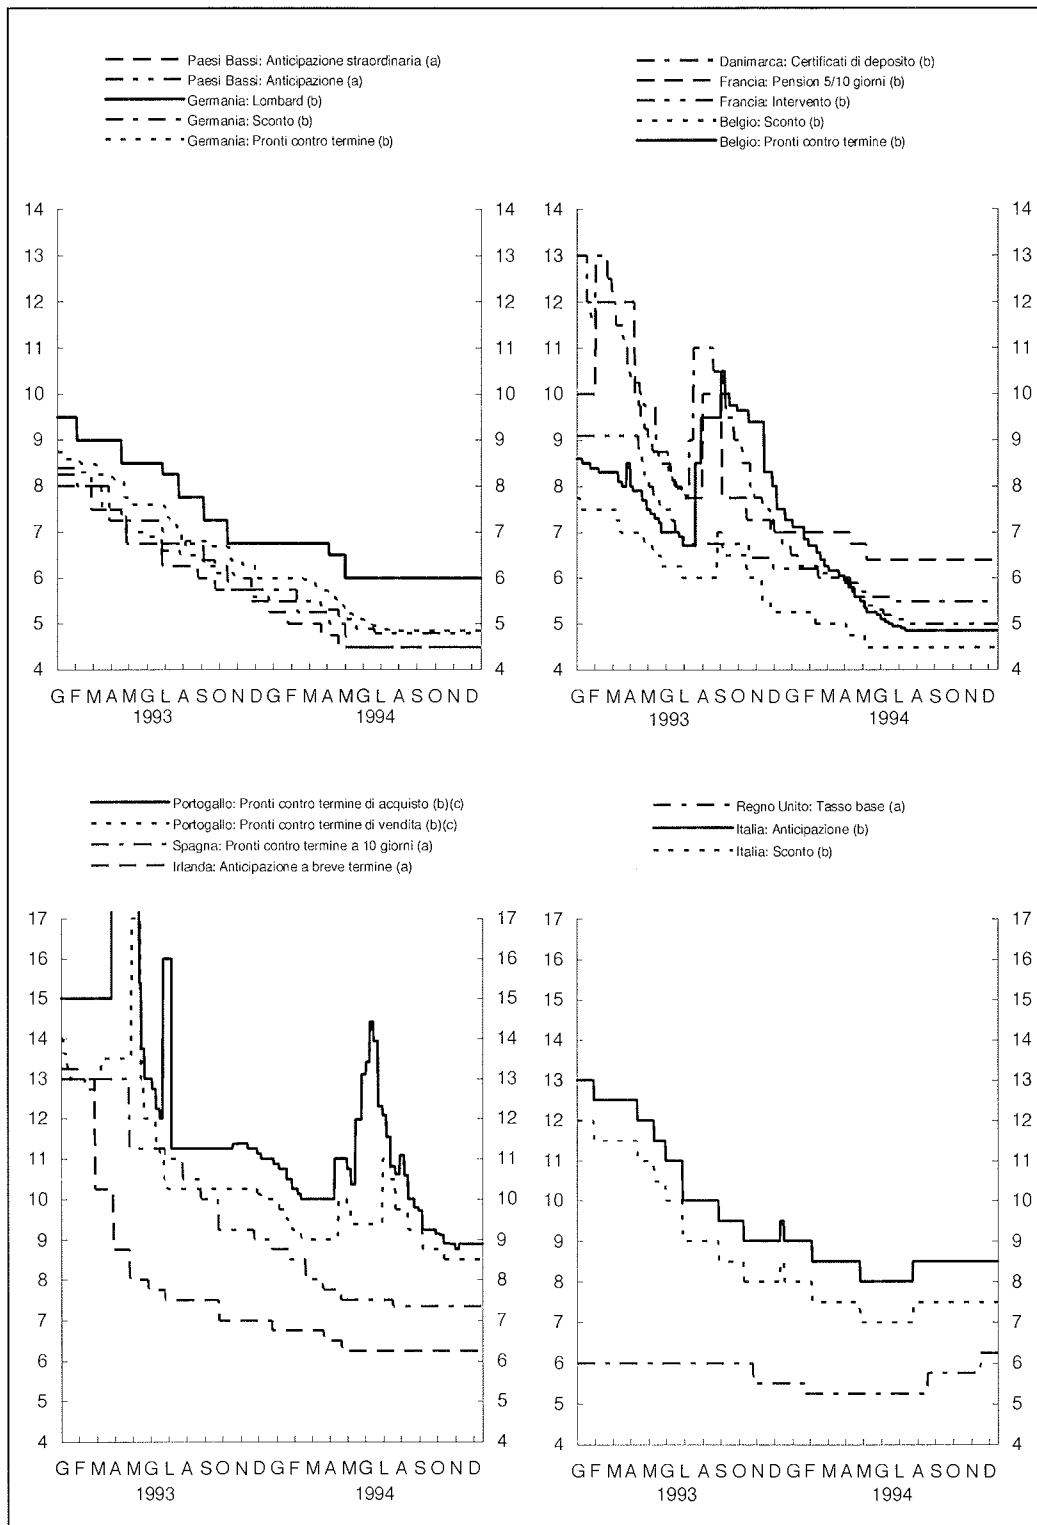 Paesi Bassi: Anticipazione straordinaria (a)
Paesi Bassi: Anticipazione (a)
Germania: Lombard (b)
Germania: Sconto (b)
Germania: Pronti contro termine (b)
Danimarca: Certificati di deposito (b)
Francia: Pension 5/10 giorni (b)
Francia: Intervento (b)
Belgio: Sconto (b)
Belgio: Pronti contro termine (b)
14 14 14 14
13 13 13 13
12 12 12 12
11 11 11 11
10 10 10 10
9 9 9 9
8 8 8 8
7 7 7 7
6 6 6 6
5 5 5 5
4 4 4 4
G F M A M G L A S O N D G F M A M G L A S O N D
1993 1994
G F M A M G L A S O N D G F M A M G L A S O N D
1993 1994
Portogallo: Pronti contro termine di acquisto (b)(c)
Portogallo: Pronti contro termine di vendita (b)(c)
Spagna: Pronti contro termine a 10 giorni (a)
Irlanda: Anticipazione a breve termine (a)
Regno Unito: Tasso base (a)
Italia: Anticipazione (b)
Italia: Sconto (b)
17 17 17 17
16 16 16 16
15 15 15 15
14 14 14 14
13 13 13 13
12 12 12 12
11 11 11 11
10 10 10 10
9 9 9 9
8 8 8 8
7 7 7 7
6 6 6 6
5 5 5 5
4 4 4 4
G F M A M G L A S O N D G F M A M G L A S O N D
1993 1994
G F M A M G L A S O N D G F M A M G L A S O N D
1993 1994